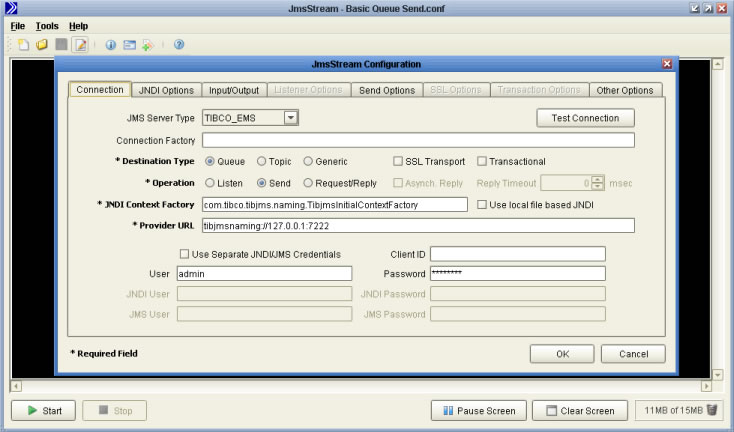 JmsStream - Basic Queue Send.conf
File Tools Help
JmsStream Configuration
Connection JNDI Options Input/Output Listener Options Send Options SSL Options Transaction Options Other Options
JMS Server Type TIBCO_EMS Test Connection
Connection Factory
* Destination Type Queue Topic Generic SSL Transport Transactional
* Operation Listen Send Request/Reply Asynch. Reply Reply Timeout 0 msec
* JNDI Context Factory com.tibco.tibjms.naming.TibjmsInitialContextFactory Use local file based JNDI
* Provider URL tibjmsnaming://127.0.0.1:7222
Use Separate JNDI/JMS Credentials Client ID
User admin Password ********
JNDI User JNDI Password
JMS User JMS Password
* Required Field OK Cancel
Start Stop Pause Screen Clear Screen 11MB of 15MB